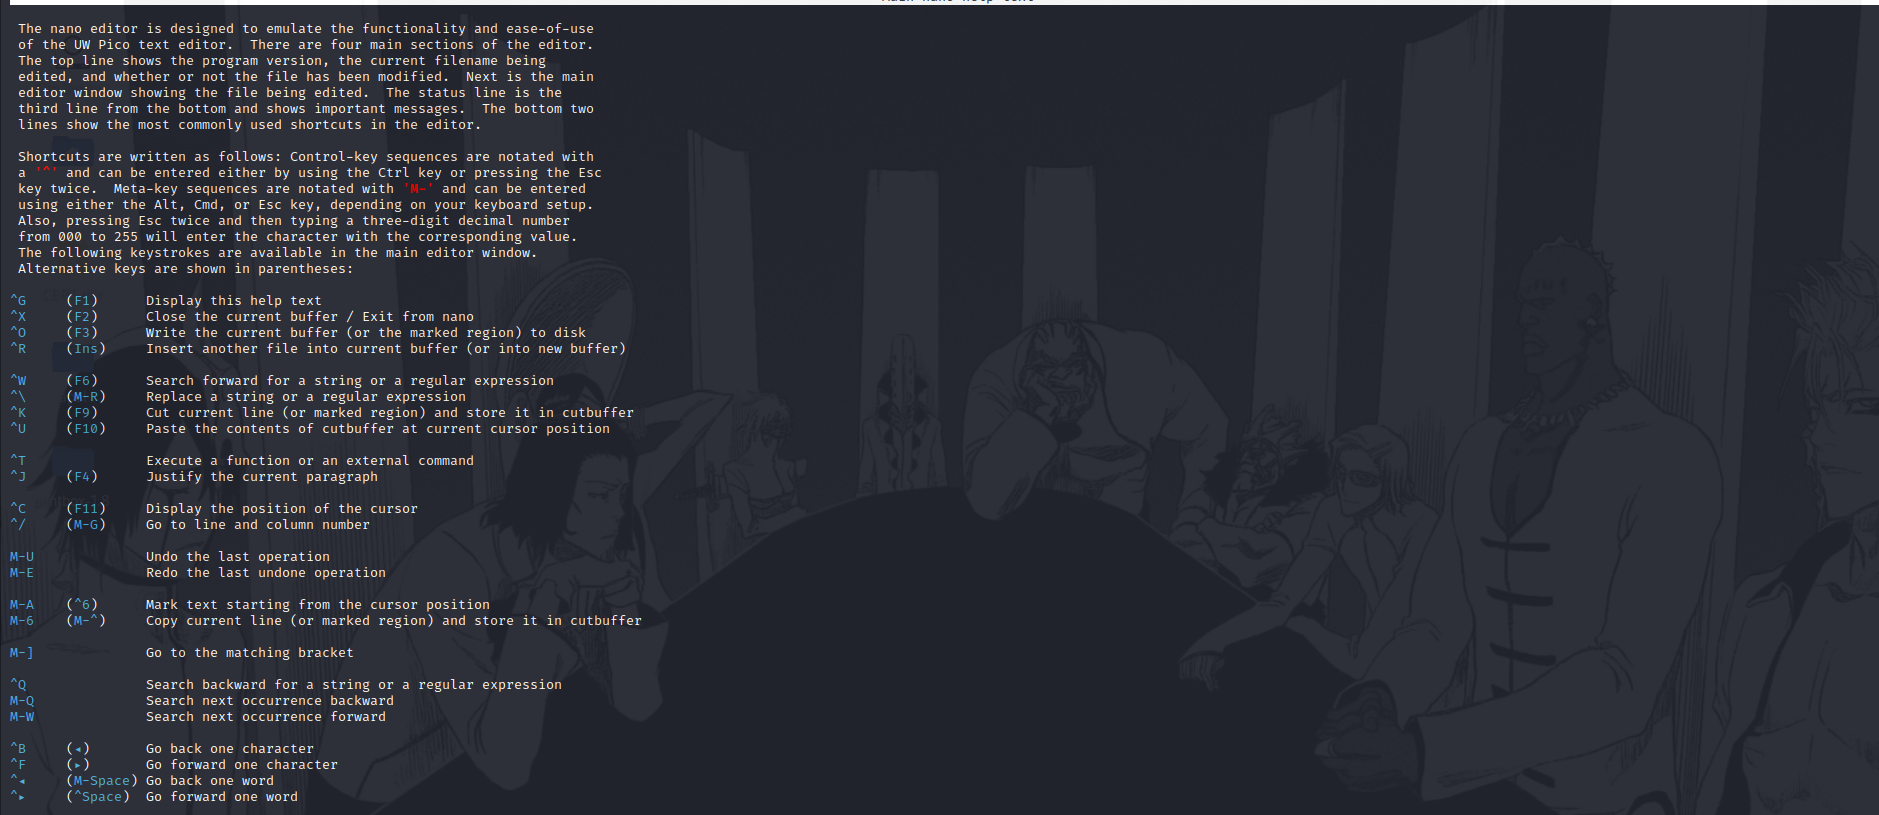 The nano editor is designed to emulate the functionality and ease-of-use
of the UW Pico text editor.  There are four main sections of the editor.
The top line shows the program version, the current filename being
edited, and whether or not the file has been modified.  Next is the main
editor window showing the file being edited.  The status line is the
third line from the bottom and shows important messages.  The bottom two
lines show the most commonly used shortcuts in the editor.
Shortcuts are written as follows: Control-key sequences are notated with
a '^' and can be entered either by using the Ctrl key or pressing the Esc
key twice.  Meta-key sequences are notated with 'M-' and can be entered
using either the Alt, Cmd, or Esc key, depending on your keyboard setup.
Also, pressing Esc twice and then typing a three-digit decimal number
from 000 to 255 will enter the character with the corresponding value.
The following keystrokes are available in the main editor window.
Alternative keys are shown in parentheses:
^G (F1) Display this help text
^X (F2) Close the current buffer / Exit from nano
^O (F3) Write the current buffer (or the marked region) to disk
^R (Ins) Insert another file into current buffer (or into new buffer)
^W (F6) Search forward for a string or a regular expression
^\ (M-R) Replace a string or a regular expression
^K (F9) Cut current line (or marked region) and store it in cutbuffer
^U (F10) Paste the contents of cutbuffer at current cursor position
^T Execute a function or an external command
^J (F4) Justify the current paragraph
^C (F11) Display the position of the cursor
^/ (M-G) Go to line and column number
M-U Undo the last operation
M-E Redo the last undone operation
M-A (^6) Mark text starting from the cursor position
M-6 (M-^) Copy current line (or marked region) and store it in cutbuffer
M-] Go to the matching bracket
^Q Search backward for a string or a regular expression
M-Q Search next occurrence backward
M-W Search next occurrence forward
^B (◂) Go back one character
^F (▸) Go forward one character
^◂ (M-Space) Go back one word
^▸ (^Space) Go forward one word